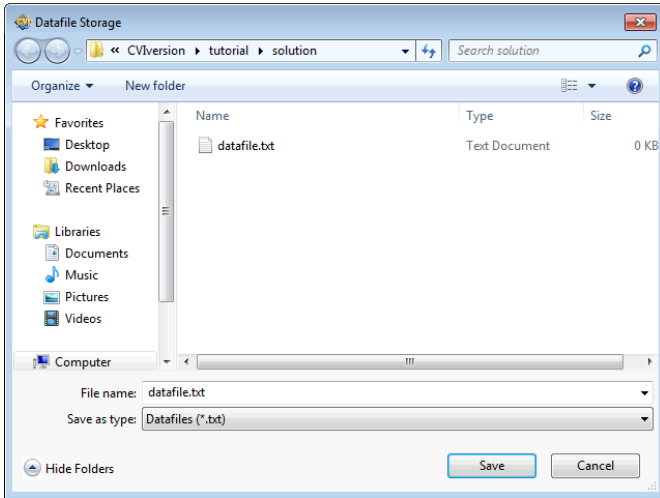 Datafile Storage
« CVIversion tutorial solution
Search solution
Organize New folder
Name Type Size
Favorites
Desktop
Downloads
Recent Places
Libraries
Documents
Music
Pictures
Videos
Computer
datafile.txt Text Document 0 KB
File name: datafile.txt
Save as type: Datafiles (*.txt)
Hide Folders
Save Cancel